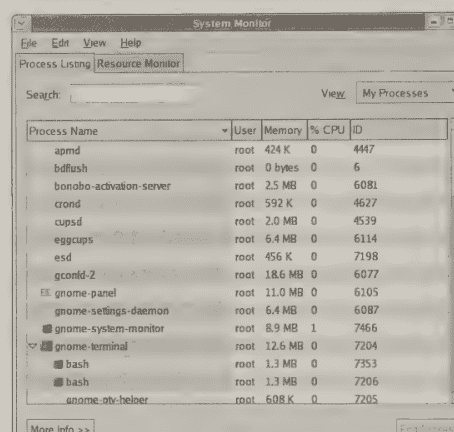 System Monitor
File Edit View Help
Process Listing Resource Monitor
Search: View: My Processes
Process Name User Memory % CPU ID
apmd root 424 K 0 4447
bdflush root 0 bytes 0 6
bonobo-activation-server root 2.5 MB 0 6081
crond root 592 K 0 4627
cupsd root 2.0 MB 0 4539
eggcups root 6.4 MB 0 6114
esd root 456 K 0 7198
gconfd-2 root 18.6 MB 0 6077
gnome-panel root 11.0 MB 0 6105
gnome-settings-daemon root 6.4 MB 0 6087
gnome-system-monitor root 8.9 MB 1 7466
gnome-terminal root 12.6 MB 0 7204
bash root 1.3 MB 0 7353
bash root 1.3 MB 0 7206
gnome-pty-helper root 608 K 0 7205
More Info >>